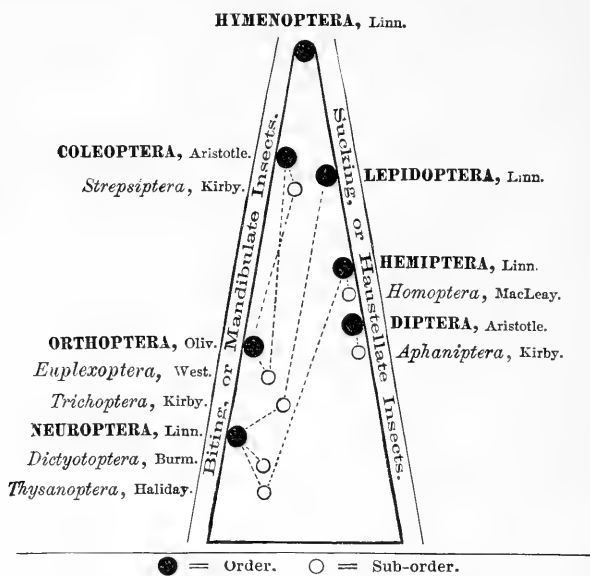 HYMENOPTERA, Linn.
COLEOPTERA, Aristotle.
Strepsiptera, Kirby.
LEPIDOPTERA, Linn.
HEMIPTERA, Linn.
Homoptera, MacLeay.
DIPTERA, Aristotle.
Aphaniptera, Kirby.
ORTHOPTERA, Oliv.
Euplexoptera, West.
Trichoptera, Kirby.
NEUROPTERA, Linn.
Dictyotoptera, Burm.
Thysanoptera, Haliday.
Biting, or Mandibulate Insects.
Sucking, or Haustellate Insects.
= Order. = Sub-order.